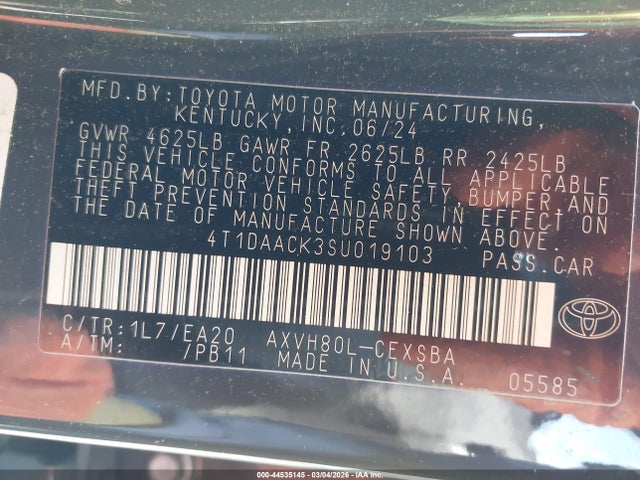 MFD. BY: TOYOTA MOTOR MANUFACTURING,
KENTUCKY, INC. 06/24
GVWR 4625LB GAWR FR 2625LB RR 2425LB
THIS VEHICLE CONFORMS TO ALL APPLICABLE
FEDERAL MOTOR VEHICLE SAFETY, BUMPER AND
THEFT PREVENTION STANDARDS IN EFFECT ON
THE DATE OF MANUFACTURE SHOWN ABOVE.
4T1DAACK3SU019103 PASS.CAR
C/TR: 1L7/EA20 AXVH80L-CEXSBA
A/TM: /PB11 MADE IN U.S.A. 05585
000-44535145 - 03/04/2026 - IAA Inc.